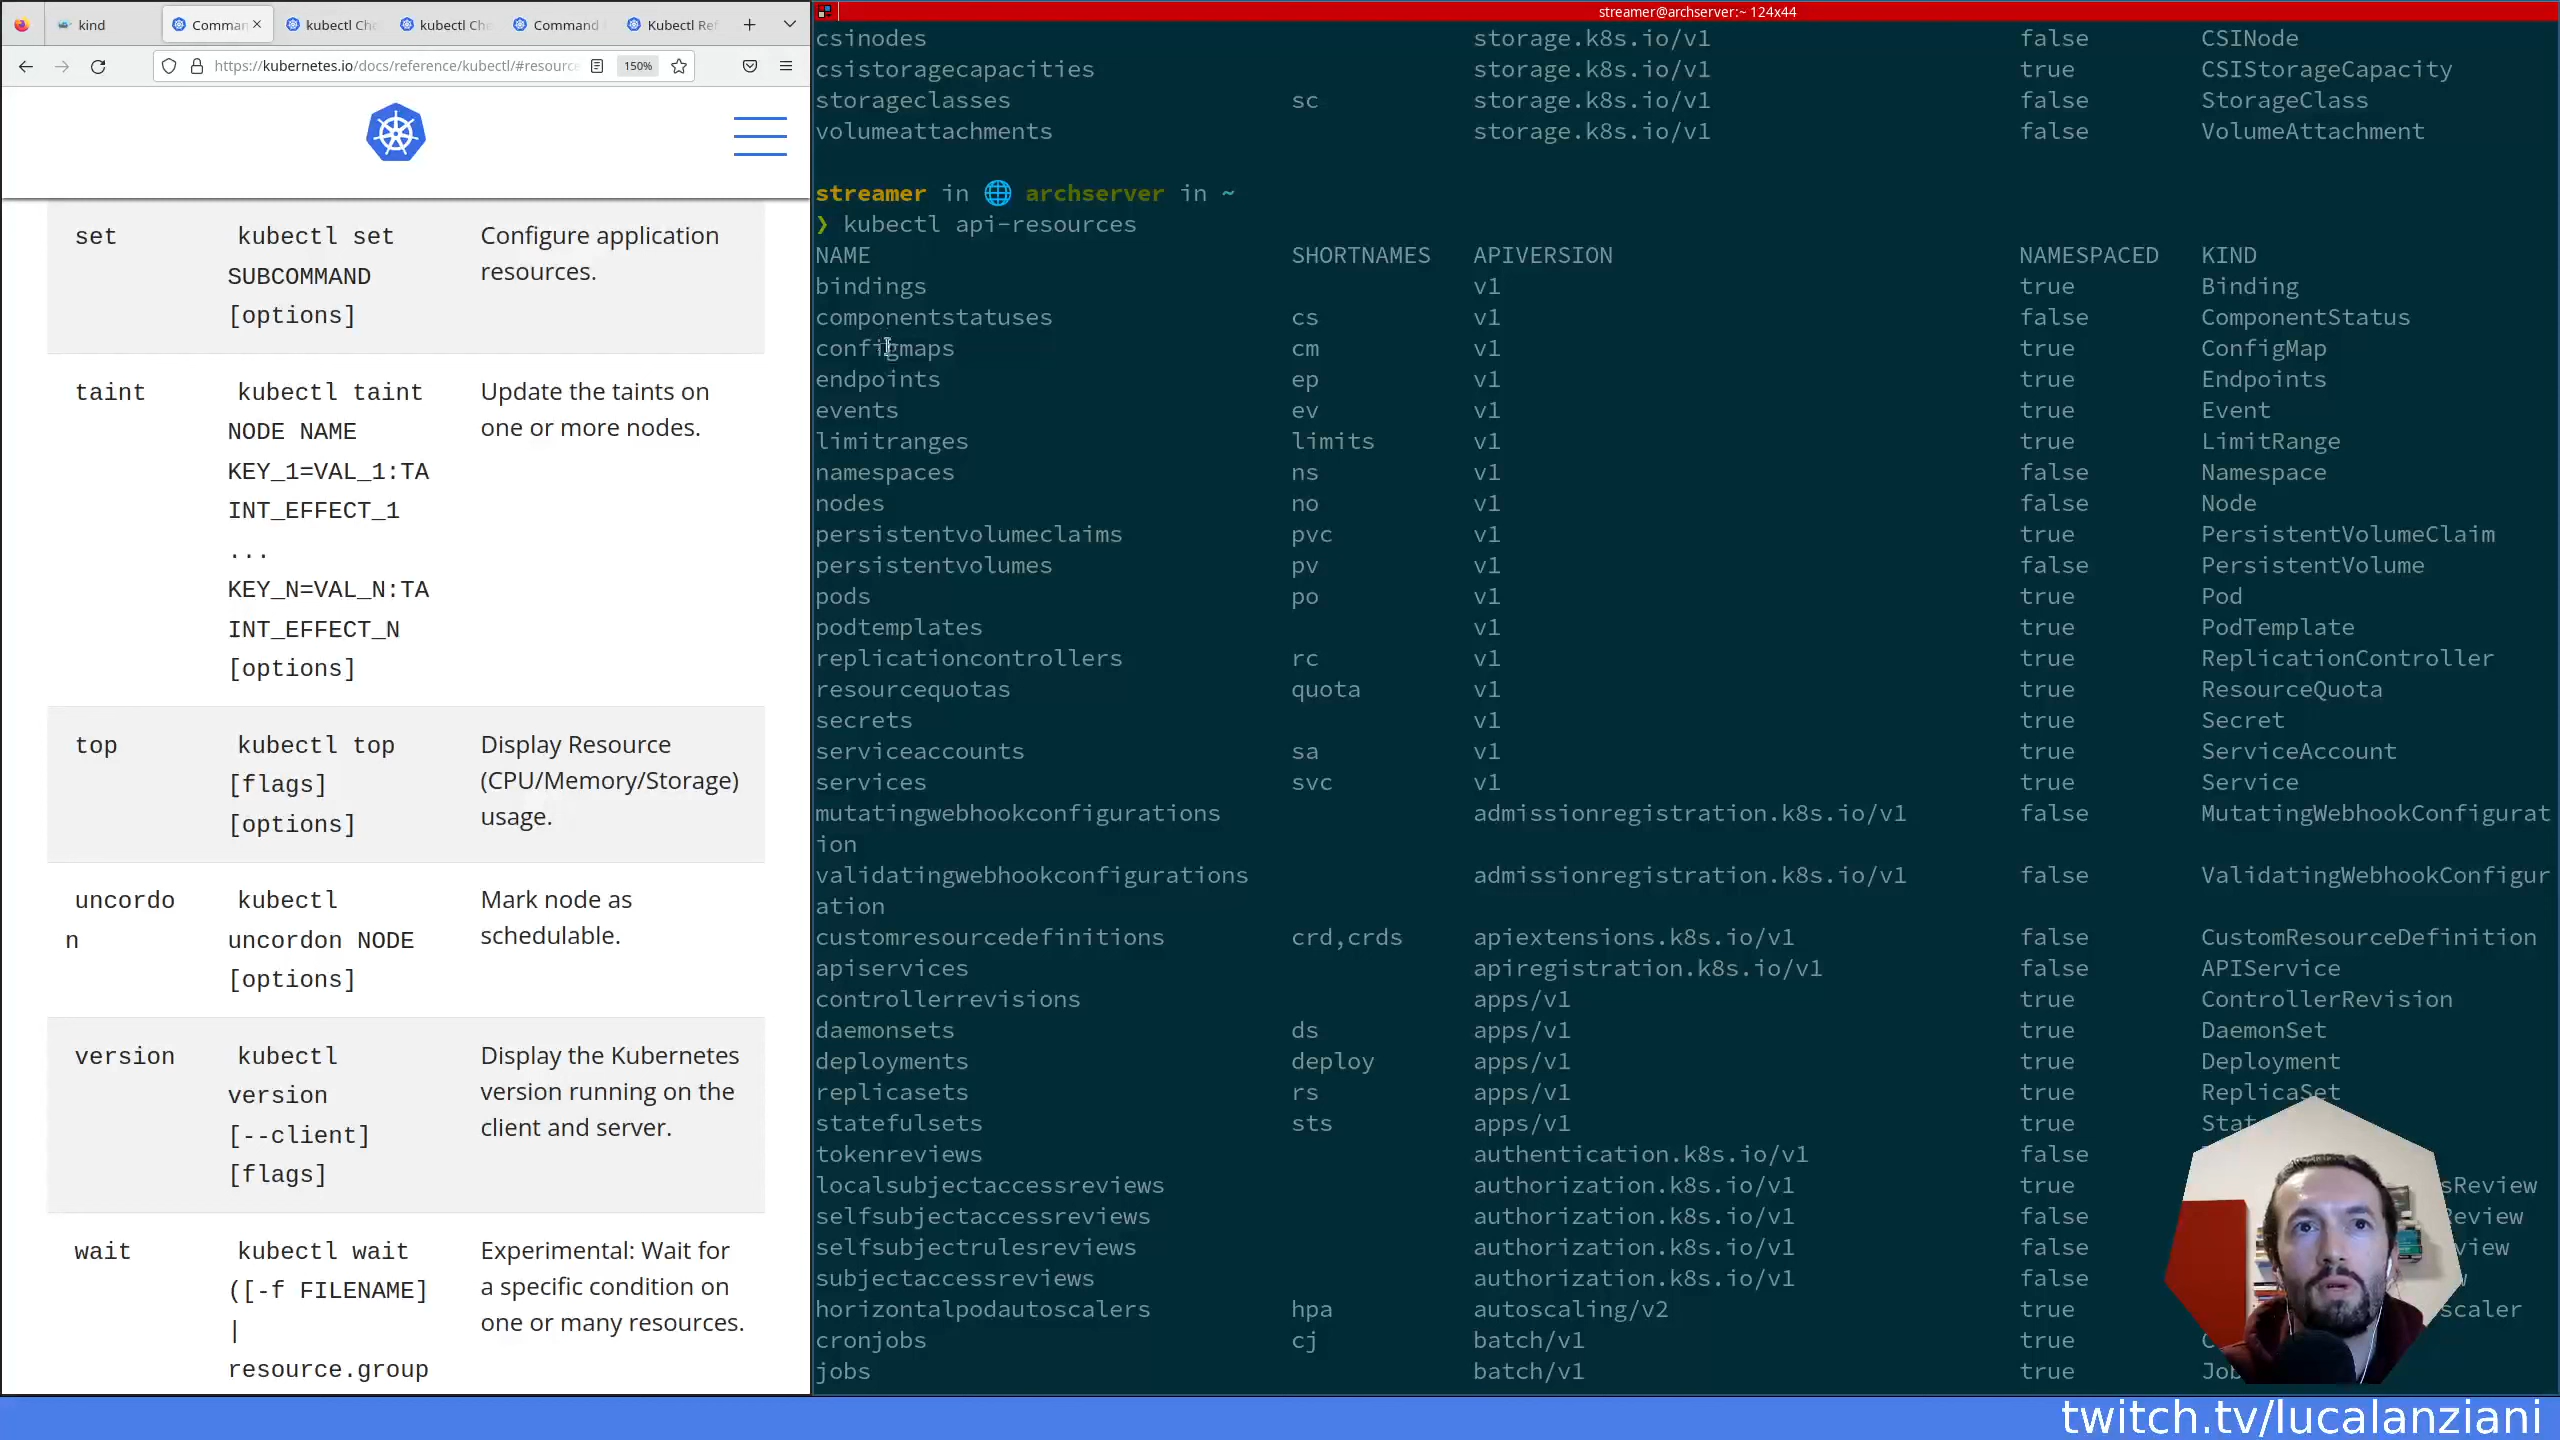 kind
Comman
kubectl Che
kubectl Che
Command
Kubectl Ref
https://kubernetes.io/docs/reference/kubectl/#resource
150%
set kubectl set SUBCOMMAND [options] Configure application resources.
taint kubectl taint NODE NAME KEY_1=VAL_1:TAINT_EFFECT_1 ... KEY_N=VAL_N:TAINT_EFFECT_N [options] Update the taints on one or more nodes.
top kubectl top [flags] [options] Display Resource (CPU/Memory/Storage) usage.
uncordon kubectl uncordon NODE [options] Mark node as schedulable.
version kubectl version [--client] [flags] Display the Kubernetes version running on the client and server.
wait kubectl wait ([-f FILENAME] | resource.group Experimental: Wait for a specific condition on one or many resources.
streamer@archserver:~ 124x44
csinodes storage.k8s.io/v1 false CSINode
csistoragecapacities storage.k8s.io/v1 true CSIStorageCapacity
storageclasses sc storage.k8s.io/v1 false StorageClass
volumeattachments storage.k8s.io/v1 false VolumeAttachment
streamer in 🌐 archserver in ~
❯ kubectl api-resources
NAME SHORTNAMES APIVERSION NAMESPACED KIND
bindings v1 true Binding
componentstatuses cs v1 false ComponentStatus
configmaps cm v1 true ConfigMap
endpoints ep v1 true Endpoints
events ev v1 true Event
limitranges limits v1 true LimitRange
namespaces ns v1 false Namespace
nodes no v1 false Node
persistentvolumeclaims pvc v1 true PersistentVolumeClaim
persistentvolumes pv v1 false PersistentVolume
pods po v1 true Pod
podtemplates v1 true PodTemplate
replicationcontrollers rc v1 true ReplicationController
resourcequotas quota v1 true ResourceQuota
secrets v1 true Secret
serviceaccounts sa v1 true ServiceAccount
services svc v1 true Service
mutatingwebhookconfigurations admissionregistration.k8s.io/v1 false MutatingWebhookConfigurat
ion
validatingwebhookconfigurations admissionregistration.k8s.io/v1 false ValidatingWebhookConfigur
ation
customresourcedefinitions crd,crds apiextensions.k8s.io/v1 false CustomResourceDefinition
apiservices apiregistration.k8s.io/v1 false APIService
controllerrevisions apps/v1 true ControllerRevision
daemonsets ds apps/v1 true DaemonSet
deployments deploy apps/v1 true Deployment
replicasets rs apps/v1 true ReplicaSet
statefulsets sts apps/v1 true Stat
tokenreviews authentication.k8s.io/v1 false
localsubjectaccessreviews authorization.k8s.io/v1 true sReview
selfsubjectaccessreviews authorization.k8s.io/v1 false eview
selfsubjectrulesreviews authorization.k8s.io/v1 false view
subjectaccessreviews authorization.k8s.io/v1 false
horizontalpodautoscalers hpa autoscaling/v2 true scaler
cronjobs cj batch/v1 true C
jobs batch/v1 true Job
twitch.tv/lucalanziani